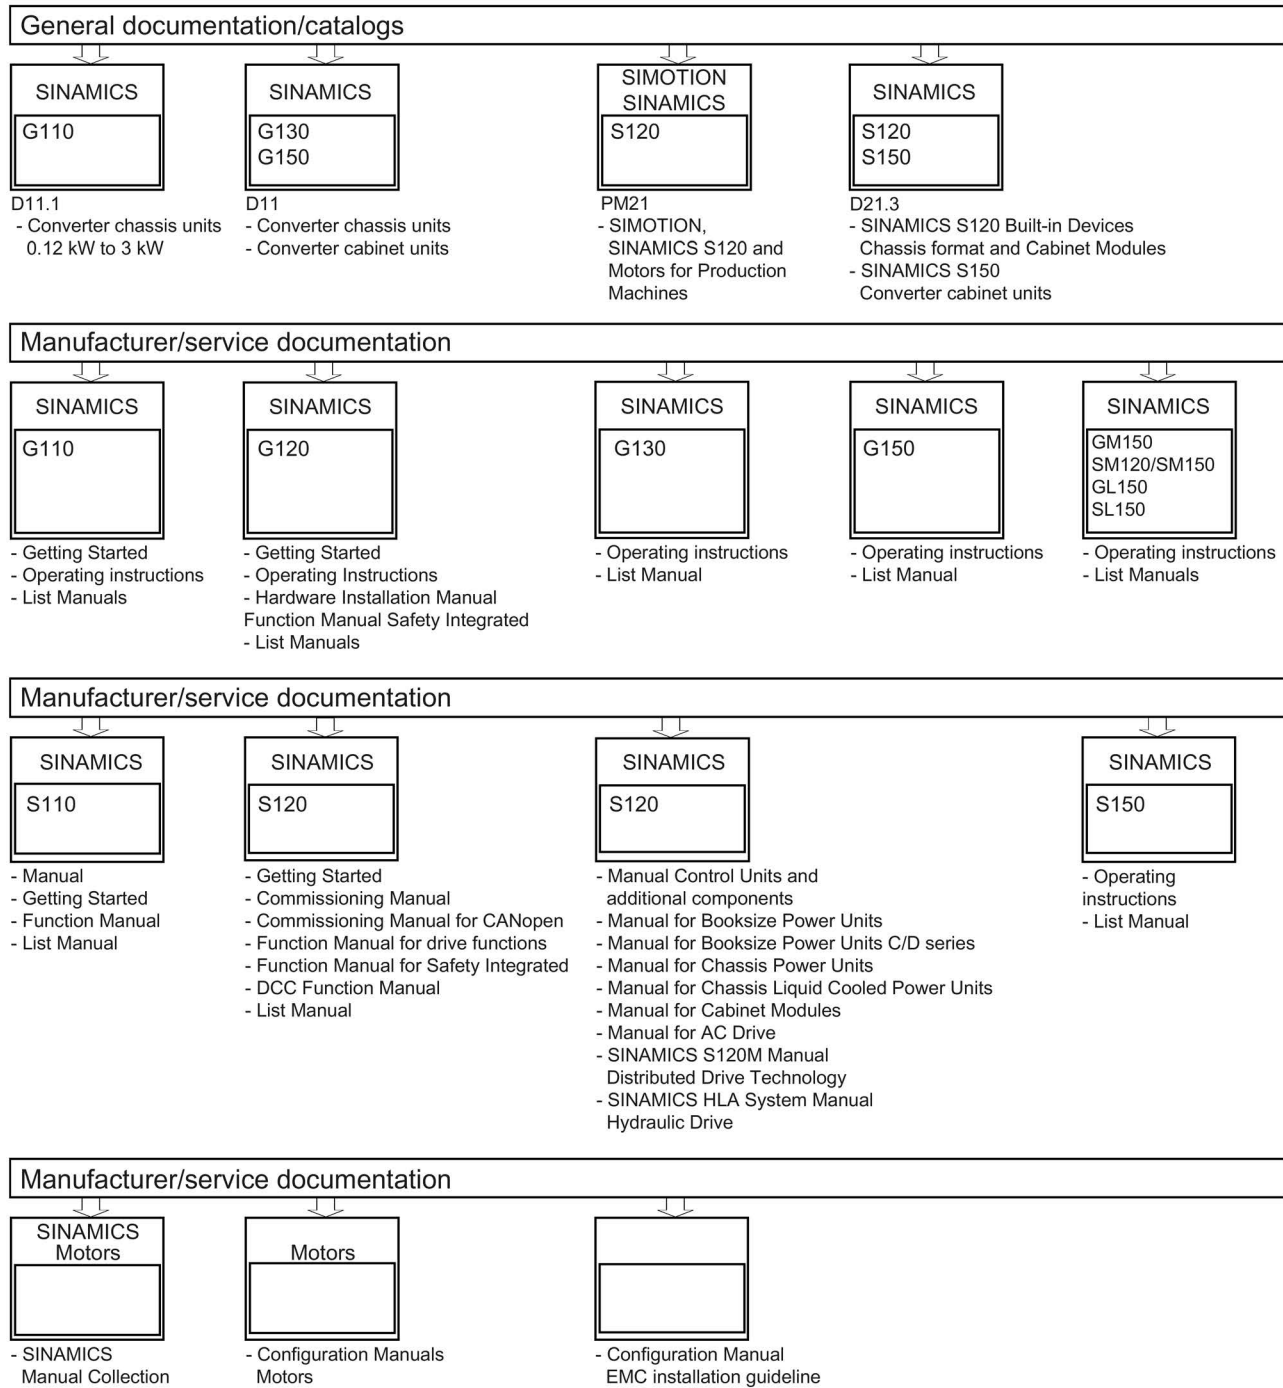 General documentation/catalogs
SINAMICS
G110
D11.1
- Converter chassis units
0.12 kW to 3 kW
SINAMICS
G130
G150
D11
- Converter chassis units
- Converter cabinet units
SIMOTION
SINAMICS
S120
PM21
- SIMOTION,
SINAMICS S120 and
Motors for Production
Machines
SINAMICS
S120
S150
D21.3
- SINAMICS S120 Built-in Devices
Chassis format and Cabinet Modules
- SINAMICS S150
Converter cabinet units
Manufacturer/service documentation
SINAMICS
G110
- Getting Started
- Operating instructions
- List Manuals
SINAMICS
G120
- Getting Started
- Operating Instructions
- Hardware Installation Manual
Function Manual Safety Integrated
- List Manuals
SINAMICS
G130
- Operating instructions
- List Manual
SINAMICS
G150
- Operating instructions
- List Manual
SINAMICS
GM150
SM120/SM150
GL150
SL150
- Operating instructions
- List Manuals
Manufacturer/service documentation
SINAMICS
S110
- Manual
- Getting Started
- Function Manual
- List Manual
SINAMICS
S120
- Getting Started
- Commissioning Manual
- Commissioning Manual for CANopen
- Function Manual for drive functions
- Function Manual for Safety Integrated
- DCC Function Manual
- List Manual
SINAMICS
S120
- Manual Control Units and
additional components
- Manual for Booksize Power Units
- Manual for Booksize Power Units C/D series
- Manual for Chassis Power Units
- Manual for Chassis Liquid Cooled Power Units
- Manual for Cabinet Modules
- Manual for AC Drive
- SINAMICS S120M Manual
Distributed Drive Technology
- SINAMICS HLA System Manual
Hydraulic Drive
SINAMICS
S150
- Operating
instructions
- List Manual
Manufacturer/service documentation
SINAMICS
Motors
- SINAMICS
Manual Collection
Motors
- Configuration Manuals
Motors
- Configuration Manual
EMC installation guideline